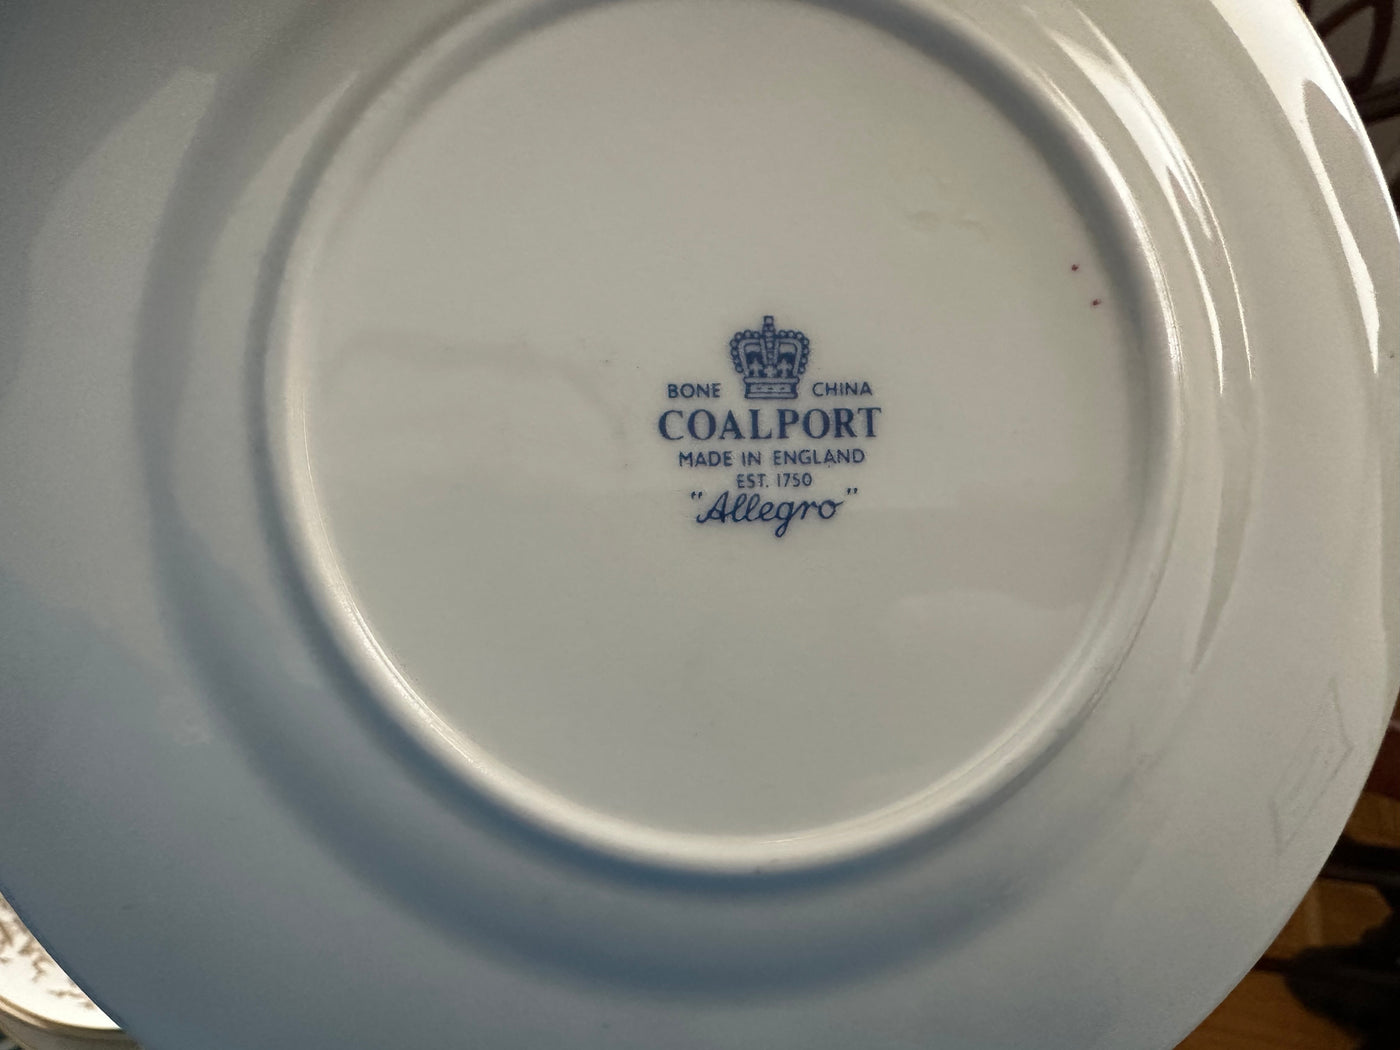 BONE CHINA
COALPORT
MADE IN ENGLAND
EST. 1750
"Allegro"